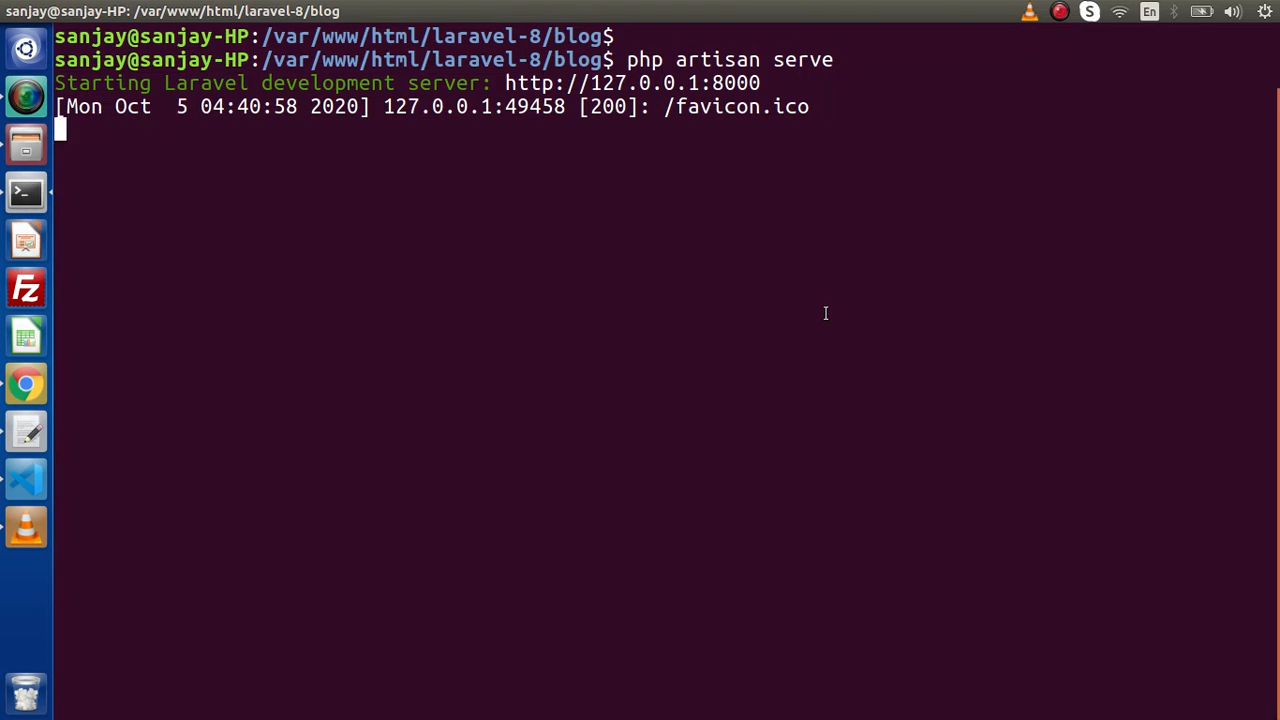 sanjay@sanjay-HP: /var/www/html/laravel-8/blog
En
sanjay@sanjay-HP:/var/www/html/laravel-8/blog$
sanjay@sanjay-HP:/var/www/html/laravel-8/blog$ php artisan serve
Starting Laravel development server: http://127.0.0.1:8000
[Mon Oct  5 04:40:58 2020] 127.0.0.1:49458 [200]: /favicon.ico
>_
Fz